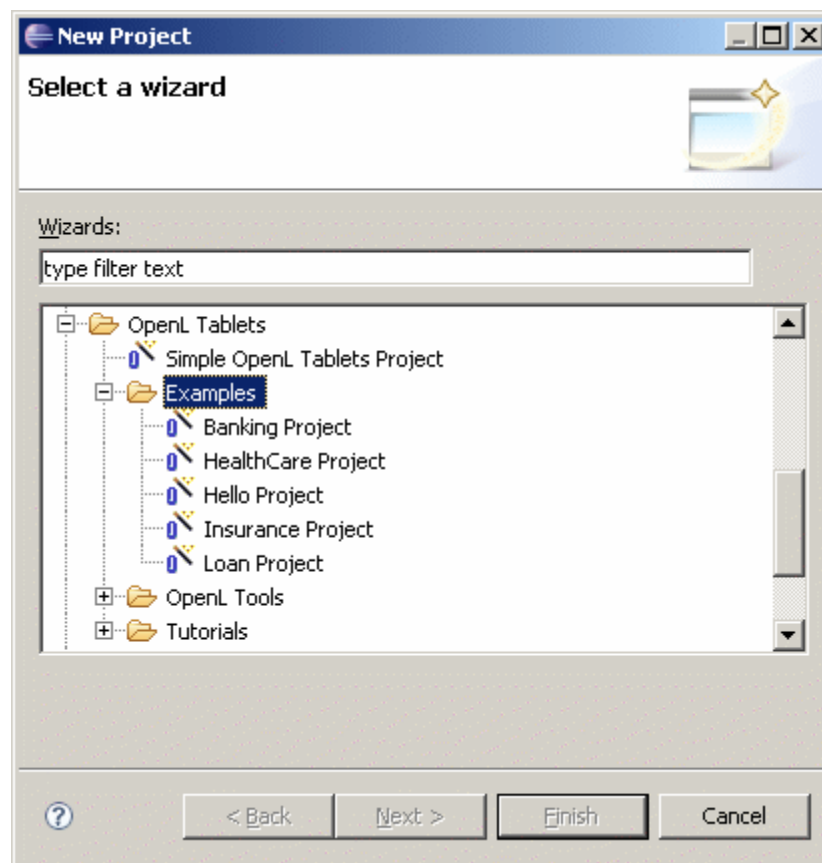 New Project
Select a wizard
Wizards:
type filter text
OpenL Tablets
Simple OpenL Tablets Project
Examples
Banking Project
HealthCare Project
Hello Project
Insurance Project
Loan Project
OpenL Tools
Tutorials
? < Back Next > Finish Cancel